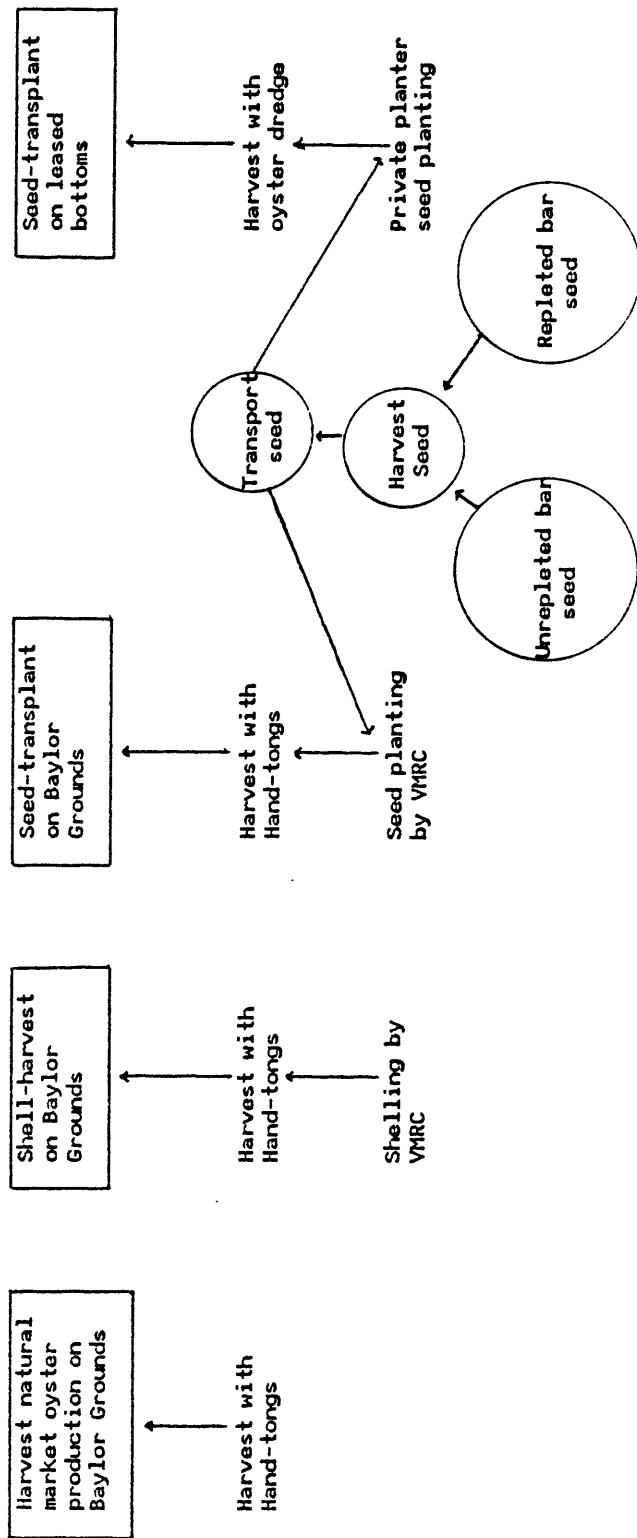 Harvest natural
market oyster
production on
Baylor Grounds
Harvest with
Hand-tongs
Shell-harvest
on Baylor
Grounds
Harvest with
Hand-tongs
Shelling by
VMRC
Seed-transplant
on Baylor
Grounds
Harvest with
Hand-tongs
Seed planting
by VMRC
Seed-transplant
on leased
bottoms
Harvest with
oyster dredge
Private planter
seed planting
Transport
seed
Harvest
Seed
Unrepleted bar
seed
Repleted bar
seed